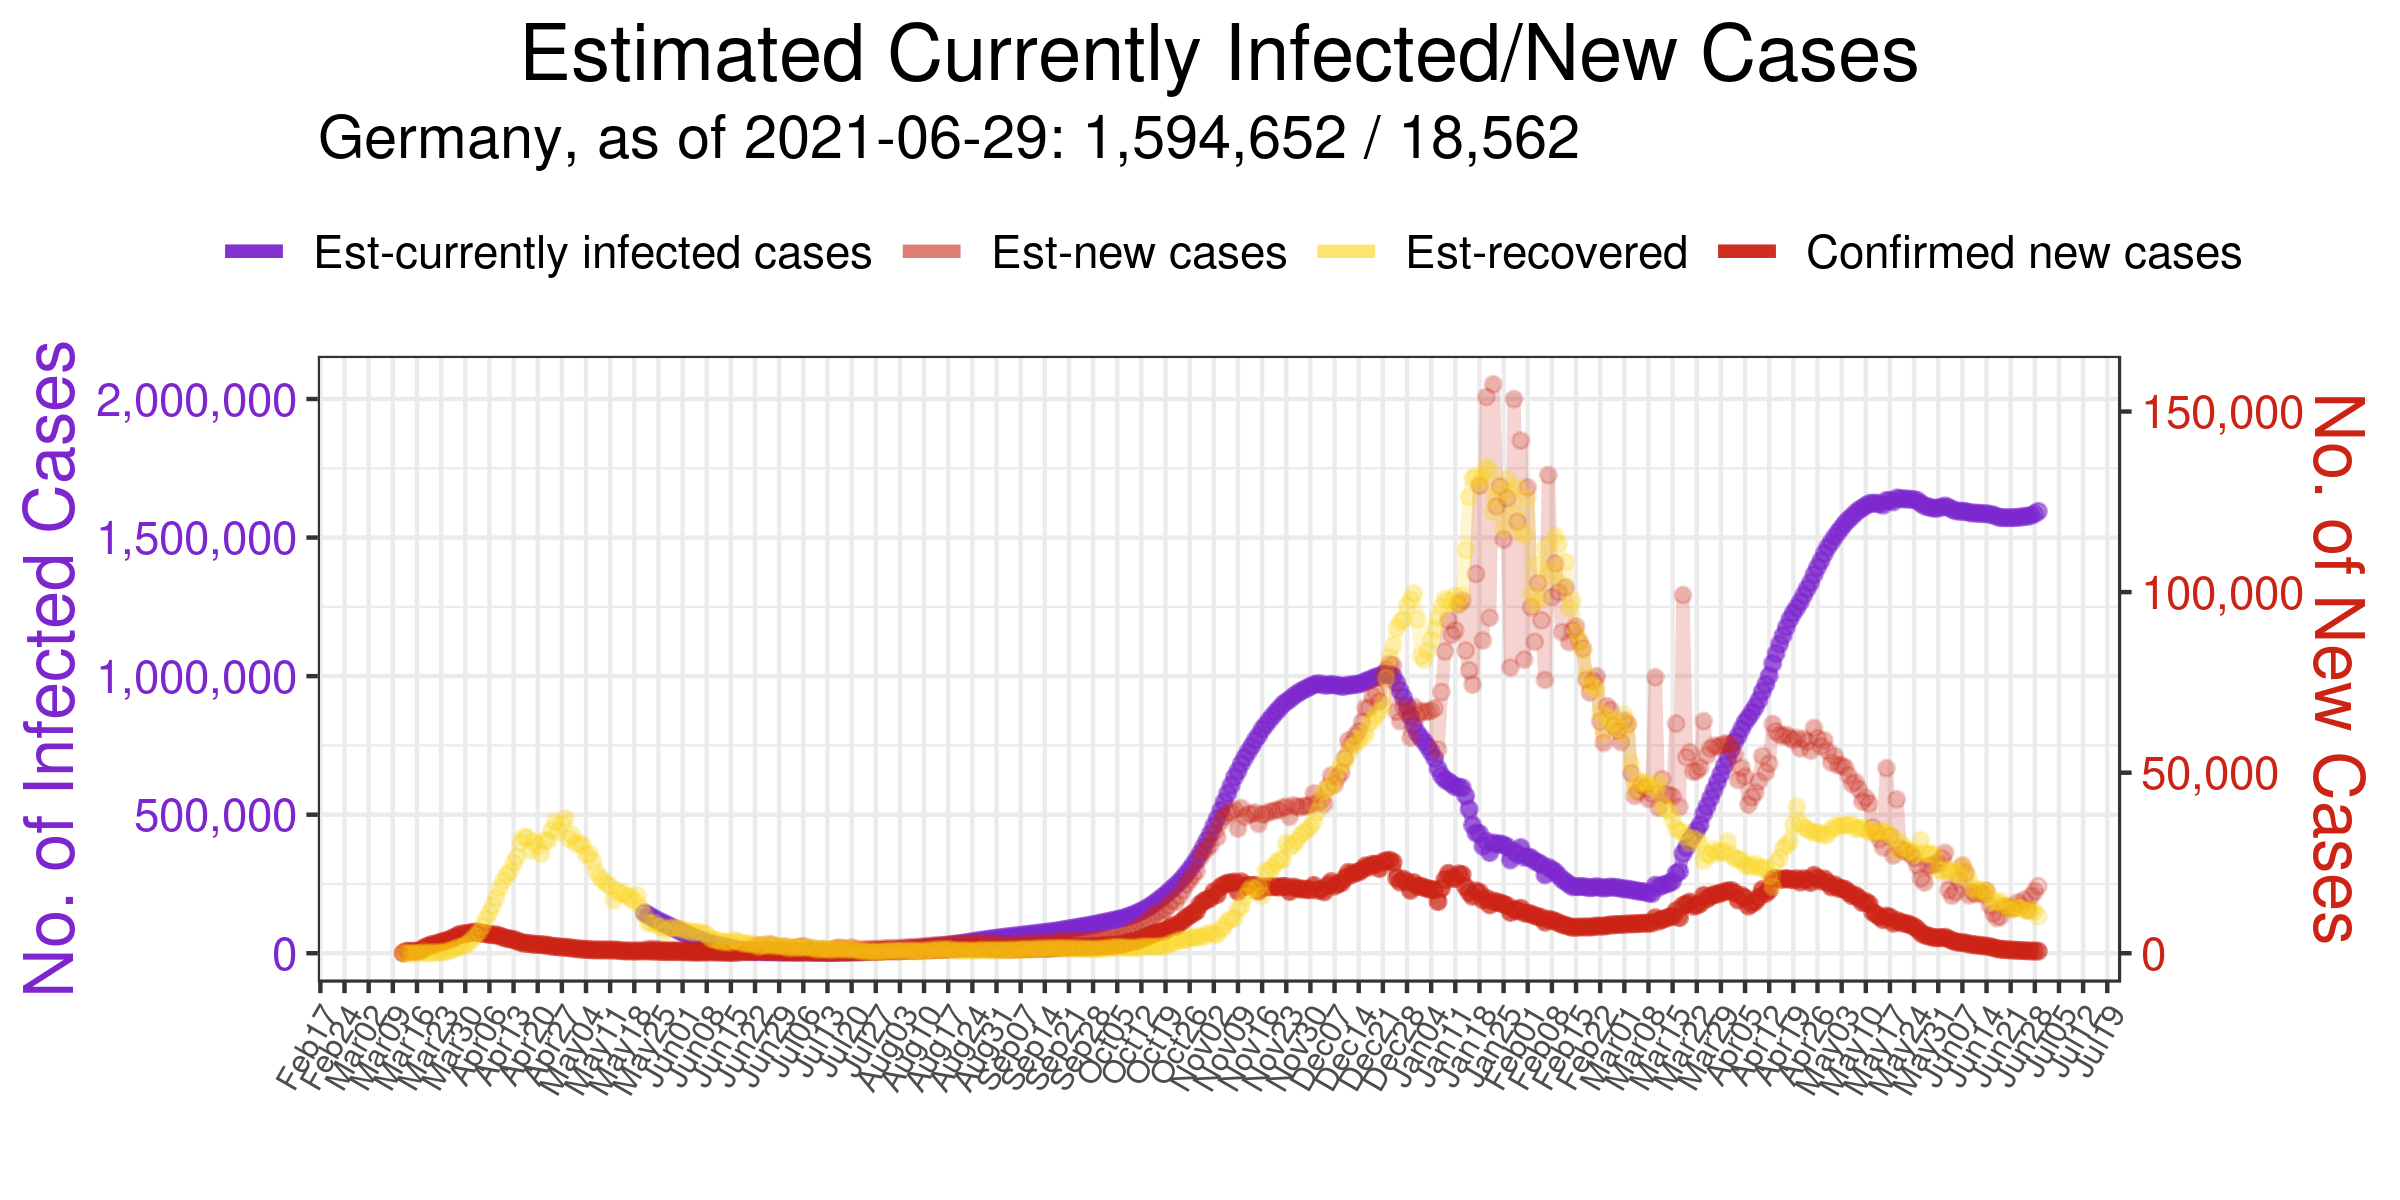 Estimated Currently Infected/New Cases
Germany, as of 2021-06-29: 1,594,652 / 18,562
Est-currently infected cases Est-new cases Est-recovered Confirmed new cases
No. of Infected Cases
2,000,000
1,500,000
1,000,000
500,000
0
150,000
100,000
50,000
0
No. of New Cases
Feb17
Feb24
Mar02
Mar09
Mar16
Mar23
Mar30
Apr06
Apr13
Apr20
Apr27
May04
May11
May18
May25
Jun01
Jun08
Jun15
Jun22
Jun29
Jul06
Jul13
Jul20
Jul27
Aug03
Aug10
Aug17
Aug24
Aug31
Sep07
Sep14
Sep21
Sep28
Oct05
Oct12
Oct19
Oct26
Nov02
Nov09
Nov16
Nov23
Nov30
Dec07
Dec14
Dec21
Dec28
Jan04
Jan11
Jan18
Jan25
Feb01
Feb08
Feb15
Feb22
Mar01
Mar08
Mar15
Mar22
Mar29
Apr05
Apr12
Apr19
Apr26
May03
May10
May17
May24
May31
Jun07
Jun14
Jun21
Jun28
Jul05
Jul12
Jul19